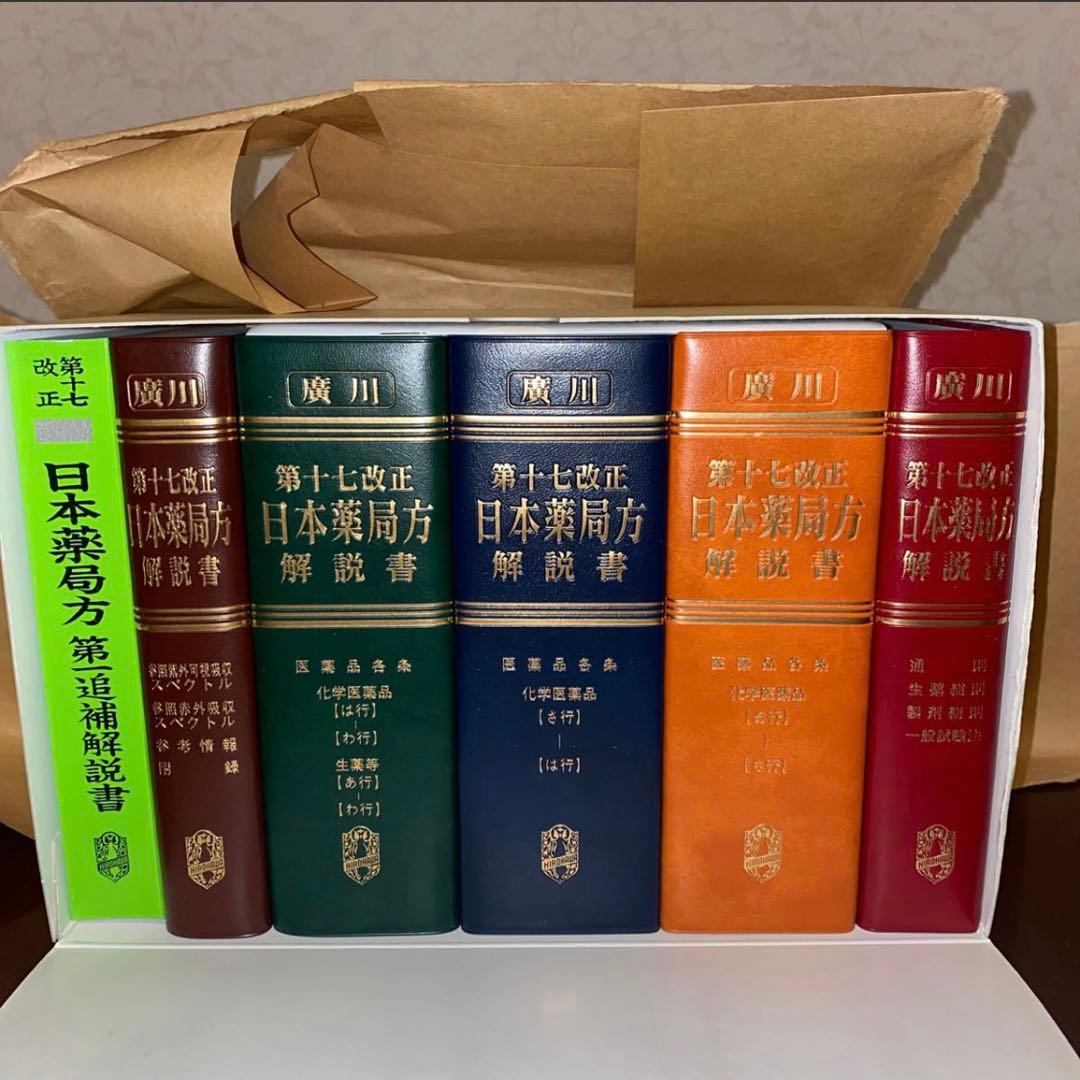 第十七
改正
日本薬局方 第一追補解説書
HIROKAWA
廣川
第十七改正
日本薬局方
解説書
参照紫外可視吸収
スペクトル
参照赤外吸収
スペクトル
参考情報
附録
HIROKAWA
廣川
第十七改正
日本薬局方
解説書
医薬品各条
化学医薬品
【は行】
|
【わ行】
生薬等
【あ行】
|
【わ行】
HIROKAWA
廣川
第十七改正
日本薬局方
解説書
医薬品各条
化学医薬品
【さ行】
|
【は行】
HIROKAWA
廣川
第十七改正
日本薬局方
解説書
医薬品各条
化学医薬品
【あ行】
|
【さ行】
HIROKAWA
廣川
第十七改正
日本薬局方
解説書
通則
生薬総則
製剤総則
一般試験法
HIROKAWA